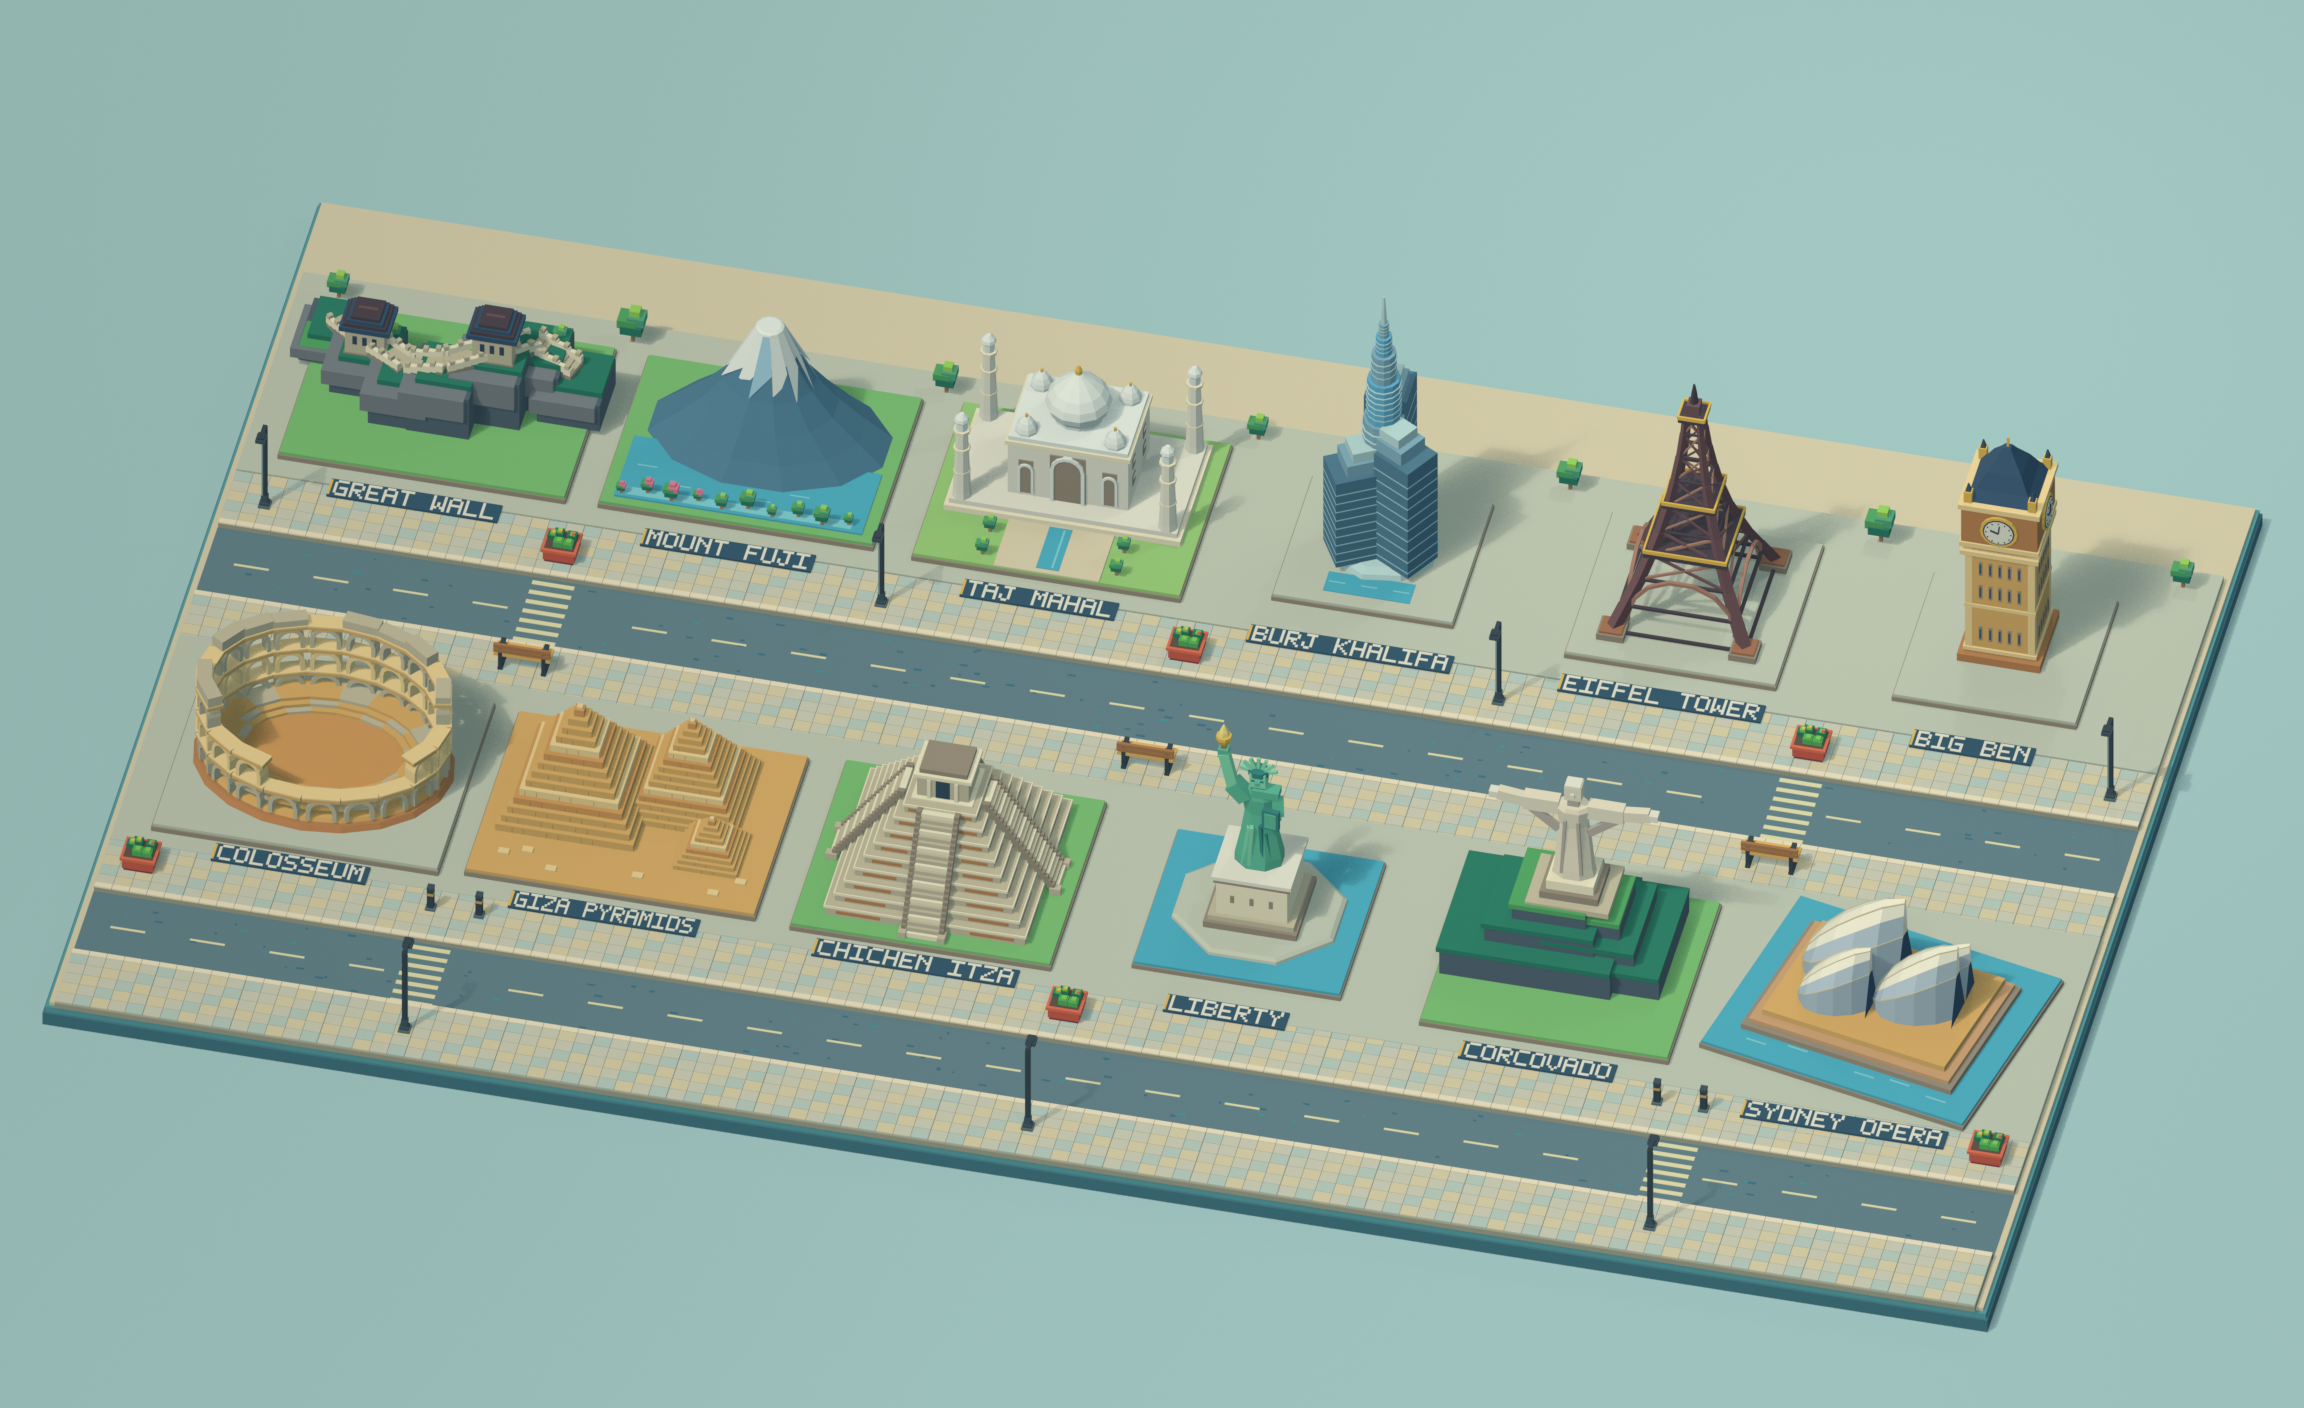 GREAT WALL
MOUNT FUJI
TAJ MAHAL
BURJ KHALIFA
EIFFEL TOWER
BIG BEN
COLOSSEUM
GIZA PYRAMIDS
CHICHEN ITZA
LIBERTY
CORCOVADO
SYDNEY OPERA